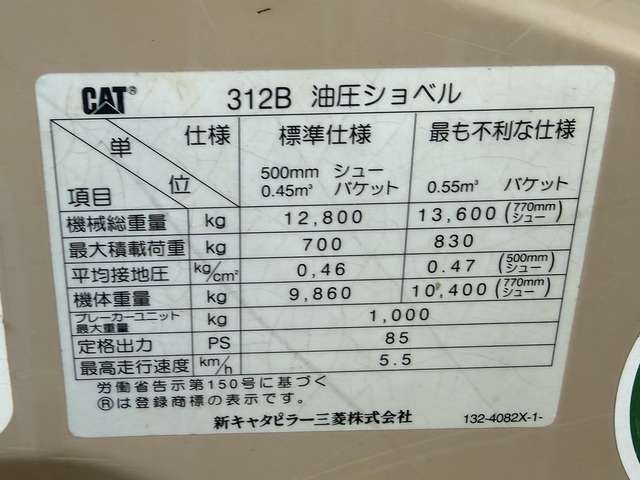 CAT® 312B 油圧ショベル
単位 仕様 標準仕様 最も不利な仕様
項目 500mm シュー 0.45m³ バケット 0.55m³ バケット
機械総重量 kg 12,800 13,600 (770mm シュー)
最大積載荷重 kg 700 830
平均接地圧 kg/cm² 0,46 0.47 (500mm シュー)
機体重量 kg 9,860 10,400 (770mm シュー)
ブレーカーユニット最大重量 kg 1,000
定格出力 PS 85
最高走行速度 km/h 5.5
労働省告示第150号に基づく
®は登録商標の表示です。
新キャタピラー三菱株式会社 132-4082X-1-